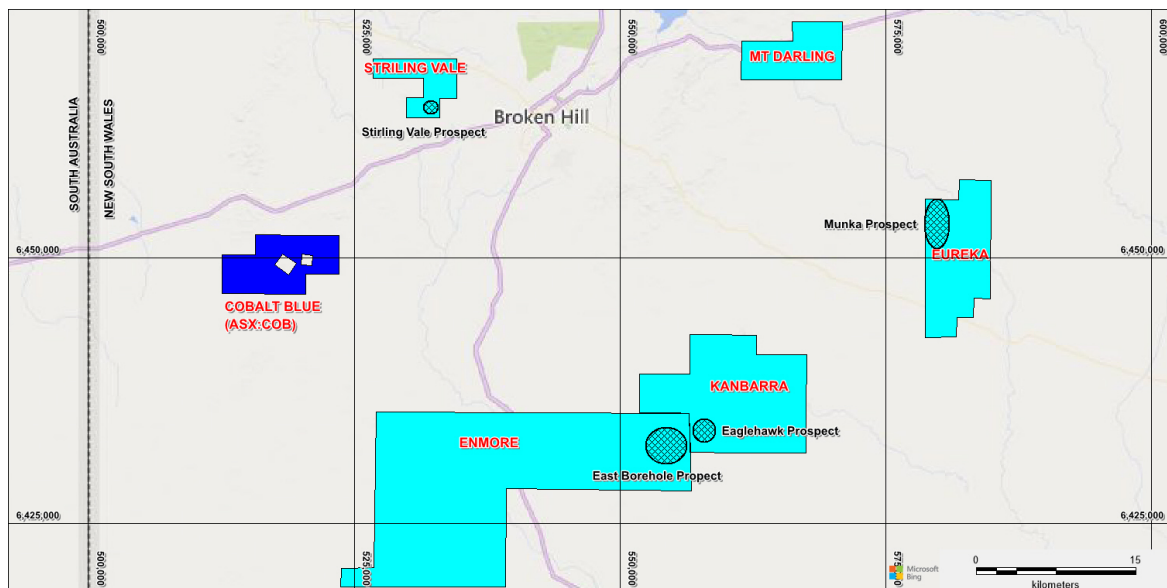 500,000
525,000
550,000
575,000
600,000
STRILING VALE
MT DARLING
Stirling Vale Prospect
Broken Hill
SOUTH AUSTRALIA
NEW SOUTH WALES
Munka Prospect
6,450,000
6,450,000
EUREKA
COBALT BLUE
(ASX:COB)
KANBARRA
Eaglehawk Prospect
ENMORE
East Borehole Propect
6,425,000
6,425,000
500,000
525,000
550,000
575,000
Microsoft
Bing
0
15
kilometers